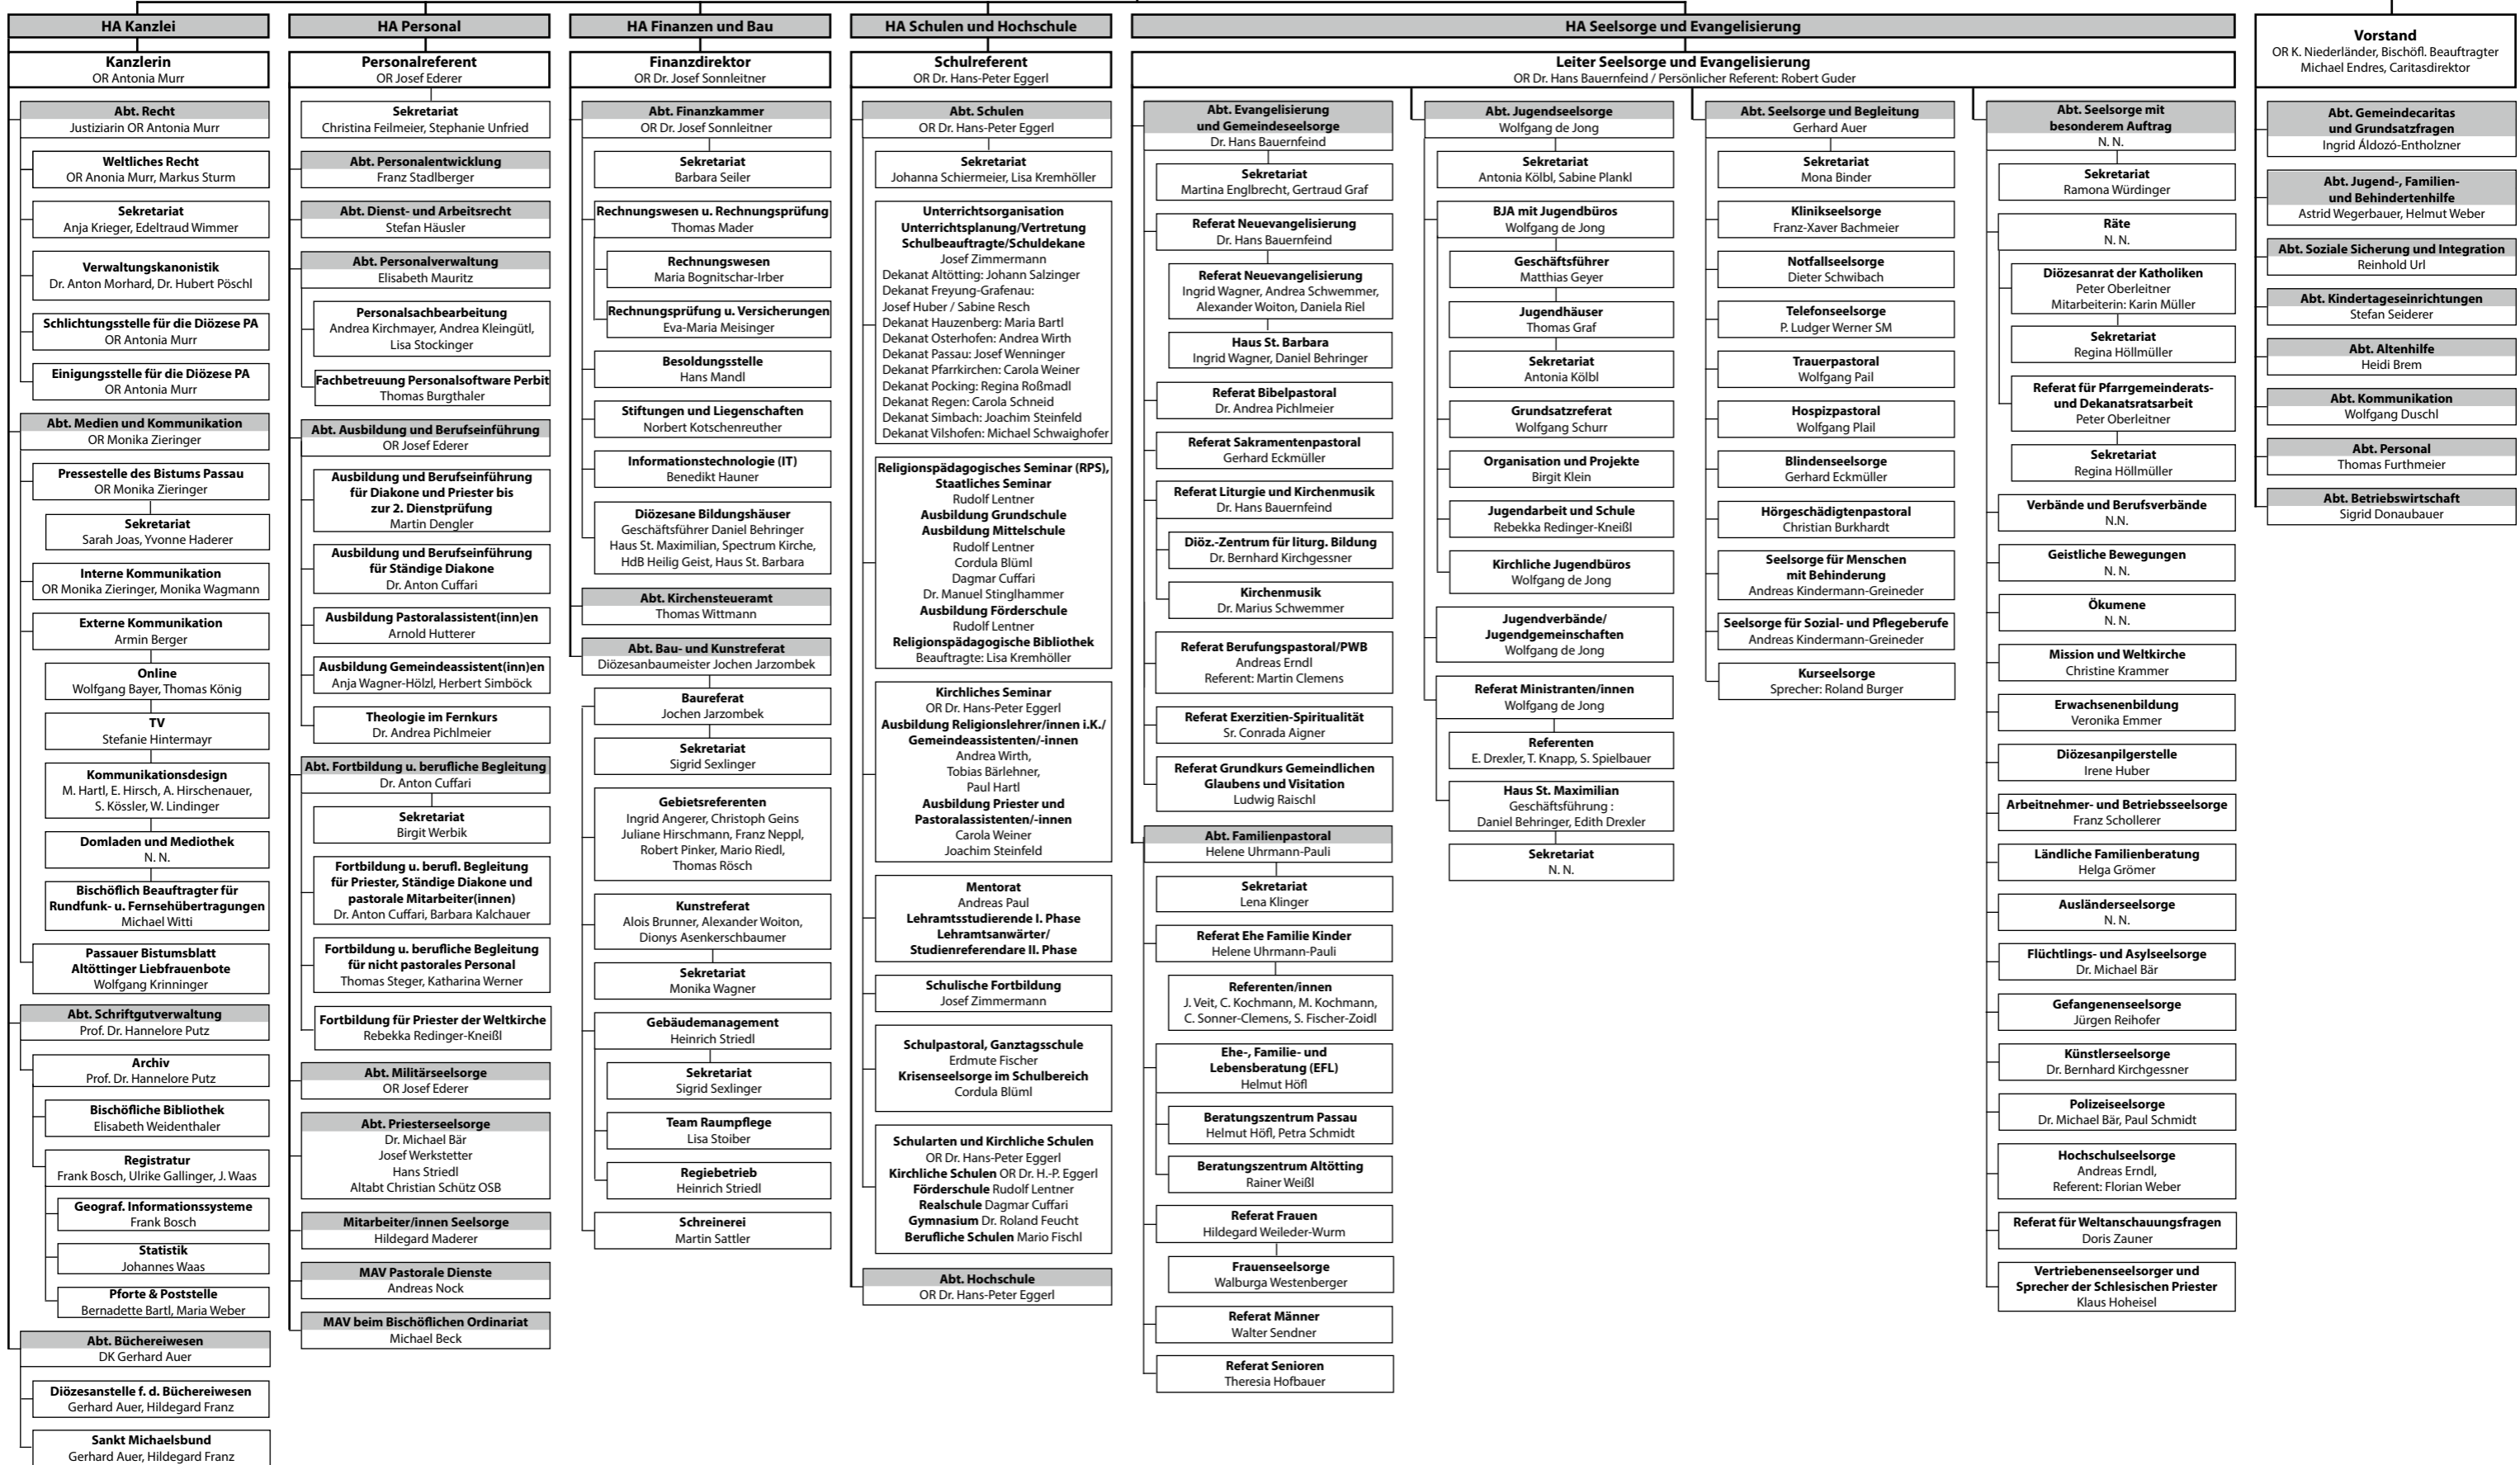 HA Kanzlei
Kanzlerin
OR Antonia Murr
Abt. Recht
Justiziarin OR Antonia Murr
Weltliches Recht
OR Anonia Murr, Markus Sturm
Sekretariat
Anja Krieger, Edeltraud Wimmer
Verwaltungskanonistik
Dr. Anton Morhard, Dr. Hubert Pöschl
Schlichtungsstelle für die Diözese PA
OR Antonia Murr
Einigungsstelle für die Diözese PA
OR Antonia Murr
Abt. Medien und Kommunikation
OR Monika Zieringer
Pressestelle des Bistums Passau
OR Monika Zieringer
Sekretariat
Sarah Joas, Yvonne Haderer
Interne Kommunikation
OR Monika Zieringer, Monika Wagmann
Externe Kommunikation
Armin Berger
Online
Wolfgang Bayer, Thomas König
TV
Stefanie Hintermayr
Kommunikationsdesign
M. Hartl, E. Hirsch, A. Hirschenauer,
S. Kössler, W. Lindinger
Domladen und Mediothek
N. N.
Bischöflich Beauftragter für
Rundfunk- u. Fernsehübertragungen
Michael Witti
Passauer Bistumsblatt
Altöttinger Liebfrauenbote
Wolfgang Krinninger
Abt. Schriftgutverwaltung
Prof. Dr. Hannelore Putz
Archiv
Prof. Dr. Hannelore Putz
Bischöfliche Bibliothek
Elisabeth Weidenthaler
Registratur
Frank Bosch, Ulrike Gallinger, J. Waas
Geograf. Informationssysteme
Frank Bosch
Statistik
Johannes Waas
Pforte & Poststelle
Bernadette Bartl, Maria Weber
Abt. Büchereiwesen
DK Gerhard Auer
Diözesanstelle f. d. Büchereiwesen
Gerhard Auer, Hildegard Franz
Sankt Michaelsbund
Gerhard Auer, Hildegard Franz
HA Personal
Personalreferent
OR Josef Ederer
Sekretariat
Christina Feilmeier, Stephanie Unfried
Abt. Personalentwicklung
Franz Stadlberger
Abt. Dienst- und Arbeitsrecht
Stefan Häusler
Abt. Personalverwaltung
Elisabeth Mauritz
Personalsachbearbeitung
Andrea Kirchmayer, Andrea Kleingütl,
Lisa Stockinger
Fachbetreuung Personalsoftware Perbit
Thomas Burgthaler
Abt. Ausbildung und Berufseinführung
OR Josef Ederer
Ausbildung und Berufseinführung
für Diakone und Priester bis
zur 2. Dienstprüfung
Martin Dengler
Ausbildung und Berufseinführung
für Ständige Diakone
Dr. Anton Cuffari
Ausbildung Pastoralassistent(inn)en
Arnold Hutterer
Ausbildung Gemeindeassistent(inn)en
Anja Wagner-Hölzl, Herbert Simböck
Theologie im Fernkurs
Dr. Andrea Pichlmeier
Abt. Fortbildung u. berufliche Begleitung
Dr. Anton Cuffari
Sekretariat
Birgit Werbik
Fortbildung u. berufl. Begleitung
für Priester, Ständige Diakone und
pastorale Mitarbeiter(innen)
Dr. Anton Cuffari, Barbara Kalchauer
Fortbildung u. berufliche Begleitung
für nicht pastorales Personal
Thomas Steger, Katharina Werner
Fortbildung für Priester der Weltkirche
Rebekka Redinger-Kneißl
Abt. Militärseelsorge
OR Josef Ederer
Abt. Priesterseelsorge
Dr. Michael Bär
Josef Werkstetter
Hans Striedl
Altabt Christian Schütz OSB
Mitarbeiter/innen Seelsorge
Hildegard Maderer
MAV Pastorale Dienste
Andreas Nock
MAV beim Bischöflichen Ordinariat
Michael Beck
HA Finanzen und Bau
Finanzdirektor
OR Dr. Josef Sonnleitner
Abt. Finanzkammer
OR Dr. Josef Sonnleitner
Sekretariat
Barbara Seiler
Rechnungswesen u. Rechnungsprüfung
Thomas Mader
Rechnungswesen
Maria Bognitschar-Irber
Rechnungsprüfung u. Versicherungen
Eva-Maria Meisinger
Besoldungsstelle
Hans Mandl
Stiftungen und Liegenschaften
Norbert Kotschenreuther
Informationstechnologie (IT)
Benedikt Hauner
Diözesane Bildungshäuser
Geschäftsführer Daniel Behringer
Haus St. Maximilian, Spectrum Kirche,
HdB Heilig Geist, Haus St. Barbara
Abt. Kirchensteueramt
Thomas Wittmann
Abt. Bau- und Kunstreferat
Diözesanbaumeister Jochen Jarzombek
Baureferat
Jochen Jarzombek
Sekretariat
Sigrid Sexlinger
Gebietsreferenten
Ingrid Angerer, Christoph Geins
Juliane Hirschmann, Franz Neppl,
Robert Pinker, Mario Riedl,
Thomas Rösch
Kunstreferat
Alois Brunner, Alexander Woiton,
Dionys Asenkerschbaumer
Sekretariat
Monika Wagner
Gebäudemanagement
Heinrich Striedl
Sekretariat
Sigrid Sexlinger
Team Raumpflege
Lisa Stoiber
Regiebetrieb
Heinrich Striedl
Schreinerei
Martin Sattler
HA Schulen und Hochschule
Schulreferent
OR Dr. Hans-Peter Eggerl
Abt. Schulen
OR Dr. Hans-Peter Eggerl
Sekretariat
Johanna Schiermeier, Lisa Kremhöller
Unterrichtsorganisation
Unterrichtsplanung/Vertretung
Schulbeauftragte/Schuldekane
Josef Zimmermann
Dekanat Altötting: Johann Salzinger
Dekanat Freyung-Grafenau:
Josef Huber / Sabine Resch
Dekanat Hauzenberg: Maria Bartl
Dekanat Osterhofen: Andrea Wirth
Dekanat Passau: Josef Wenninger
Dekanat Pfarrkirchen: Carola Weiner
Dekanat Pocking: Regina Roßmadl
Dekanat Regen: Carola Schneid
Dekanat Simbach: Joachim Steinfeld
Dekanat Vilshofen: Michael Schwaighofer
Religionspädagogisches Seminar (RPS),
Staatliches Seminar
Rudolf Lentner
Ausbildung Grundschule
Ausbildung Mittelschule
Rudolf Lentner
Cordula Blüml
Dagmar Cuffari
Dr. Manuel Stinglhammer
Ausbildung Förderschule
Rudolf Lentner
Religionspädagogische Bibliothek
Beauftragte: Lisa Kremhöller
Kirchliches Seminar
OR Dr. Hans-Peter Eggerl
Ausbildung Religionslehrer/innen i.K./
Gemeindeassistenten/-innen
Andrea Wirth,
Tobias Bärlehner,
Paul Hartl
Ausbildung Priester und
Pastoralassistenten/-innen
Carola Weiner
Joachim Steinfeld
Mentorat
Andreas Paul
Lehramtsstudierende I. Phase
Lehramtsanwärter/
Studienreferendare II. Phase
Schulische Fortbildung
Josef Zimmermann
Schulpastoral, Ganztagsschule
Erdmute Fischer
Krisenseelsorge im Schulbereich
Cordula Blüml
Schularten und Kirchliche Schulen
OR Dr. Hans-Peter Eggerl
Kirchliche Schulen OR Dr. H.-P. Eggerl
Förderschule Rudolf Lentner
Realschule Dagmar Cuffari
Gymnasium Dr. Roland Feucht
Berufliche Schulen Mario Fischl
Abt. Hochschule
OR Dr. Hans-Peter Eggerl
HA Seelsorge und Evangelisierung
Leiter Seelsorge und Evangelisierung
OR Dr. Hans Bauernfeind / Persönlicher Referent: Robert Guder
Abt. Evangelisierung
und Gemeindeseelsorge
Dr. Hans Bauernfeind
Sekretariat
Martina Englbrecht, Gertraud Graf
Referat Neuevangelisierung
Dr. Hans Bauernfeind
Referat Neuevangelisierung
Ingrid Wagner, Andrea Schwemmer,
Alexander Woiton, Daniela Riel
Haus St. Barbara
Ingrid Wagner, Daniel Behringer
Referat Bibelpastoral
Dr. Andrea Pichlmeier
Referat Sakramentenpastoral
Gerhard Eckmüller
Referat Liturgie und Kirchenmusik
Dr. Hans Bauernfeind
Diöz.-Zentrum für liturg. Bildung
Dr. Bernhard Kirchgessner
Kirchenmusik
Dr. Marius Schwemmer
Referat Berufungspastoral/PWB
Andreas Erndl
Referent: Martin Clemens
Referat Exerzitien-Spiritualität
Sr. Conrada Aigner
Referat Grundkurs Gemeindlichen
Glaubens und Visitation
Ludwig Raischl
Abt. Familienpastoral
Helene Uhrmann-Pauli
Sekretariat
Lena Klinger
Referat Ehe Familie Kinder
Helene Uhrmann-Pauli
Referenten/innen
J. Veit, C. Kochmann, M. Kochmann,
C. Sonner-Clemens, S. Fischer-Zoidl
Ehe-, Familie- und
Lebensberatung (EFL)
Helmut Höfl
Beratungszentrum Passau
Helmut Höfl, Petra Schmidt
Beratungszentrum Altötting
Rainer Weißl
Referat Frauen
Hildegard Weileder-Wurm
Frauenseelsorge
Walburga Westenberger
Referat Männer
Walter Sendner
Referat Senioren
Theresia Hofbauer
Abt. Jugendseelsorge
Wolfgang de Jong
Sekretariat
Antonia Kölbl, Sabine Plankl
BJA mit Jugendbüros
Wolfgang de Jong
Geschäftsführer
Matthias Geyer
Jugendhäuser
Thomas Graf
Sekretariat
Antonia Kölbl
Grundsatzreferat
Wolfgang Schurr
Organisation und Projekte
Birgit Klein
Jugendarbeit und Schule
Rebekka Redinger-Kneißl
Kirchliche Jugendbüros
Wolfgang de Jong
Jugendverbände/
Jugendgemeinschaften
Wolfgang de Jong
Referat Ministranten/innen
Wolfgang de Jong
Referenten
E. Drexler, T. Knapp, S. Spielbauer
Haus St. Maximilian
Geschäftsführung :
Daniel Behringer, Edith Drexler
Sekretariat
N. N.
Abt. Seelsorge und Begleitung
Gerhard Auer
Sekretariat
Mona Binder
Klinikseelsorge
Franz-Xaver Bachmeier
Notfallseelsorge
Dieter Schwibach
Telefonseelsorge
P. Ludger Werner SM
Trauerpastoral
Wolfgang Pail
Hospizpastoral
Wolfgang Plail
Blindenseelsorge
Gerhard Eckmüller
Hörgeschädigtenpastoral
Christian Burkhardt
Seelsorge für Menschen
mit Behinderung
Andreas Kindermann-Greineder
Seelsorge für Sozial- und Pflegeberufe
Andreas Kindermann-Greineder
Kurseelsorge
Sprecher: Roland Burger
Abt. Seelsorge mit
besonderem Auftrag
N. N.
Sekretariat
Ramona Würdinger
Räte
N. N.
Diözesanrat der Katholiken
Peter Oberleitner
Mitarbeiterin: Karin Müller
Sekretariat
Regina Höllmüller
Referat für Pfarrgemeinderats-
und Dekanatsratsarbeit
Peter Oberleitner
Sekretariat
Regina Höllmüller
Verbände und Berufsverbände
N.N.
Geistliche Bewegungen
N. N.
Ökumene
N. N.
Mission und Weltkirche
Christine Krammer
Erwachsenenbildung
Veronika Emmer
Diözesanpilgerstelle
Irene Huber
Arbeitnehmer- und Betriebsseelsorge
Franz Schollerer
Ländliche Familienberatung
Helga Grömer
Ausländerseelsorge
N. N.
Flüchtlings- und Asylseelsorge
Dr. Michael Bär
Gefangenenseelsorge
Jürgen Reihofer
Künstlerseelsorge
Dr. Bernhard Kirchgessner
Polizeiseelsorge
Dr. Michael Bär, Paul Schmidt
Hochschulseelsorge
Andreas Erndl,
Referent: Florian Weber
Referat für Weltanschauungsfragen
Doris Zauner
Vertriebenenseelsorger und
Sprecher der Schlesischen Priester
Klaus Hoheisel
Vorstand
OR K. Niederländer, Bischöfl. Beauftragter
Michael Endres, Caritasdirektor
Abt. Gemeindecaritas
und Grundsatzfragen
Ingrid Áldozó-Entholzner
Abt. Jugend-, Familien-
und Behindertenhilfe
Astrid Wegerbauer, Helmut Weber
Abt. Soziale Sicherung und Integration
Reinhold Url
Abt. Kindertageseinrichtungen
Stefan Seiderer
Abt. Altenhilfe
Heidi Brem
Abt. Kommunikation
Wolfgang Duschl
Abt. Personal
Thomas Furthmeier
Abt. Betriebswirtschaft
Sigrid Donaubauer